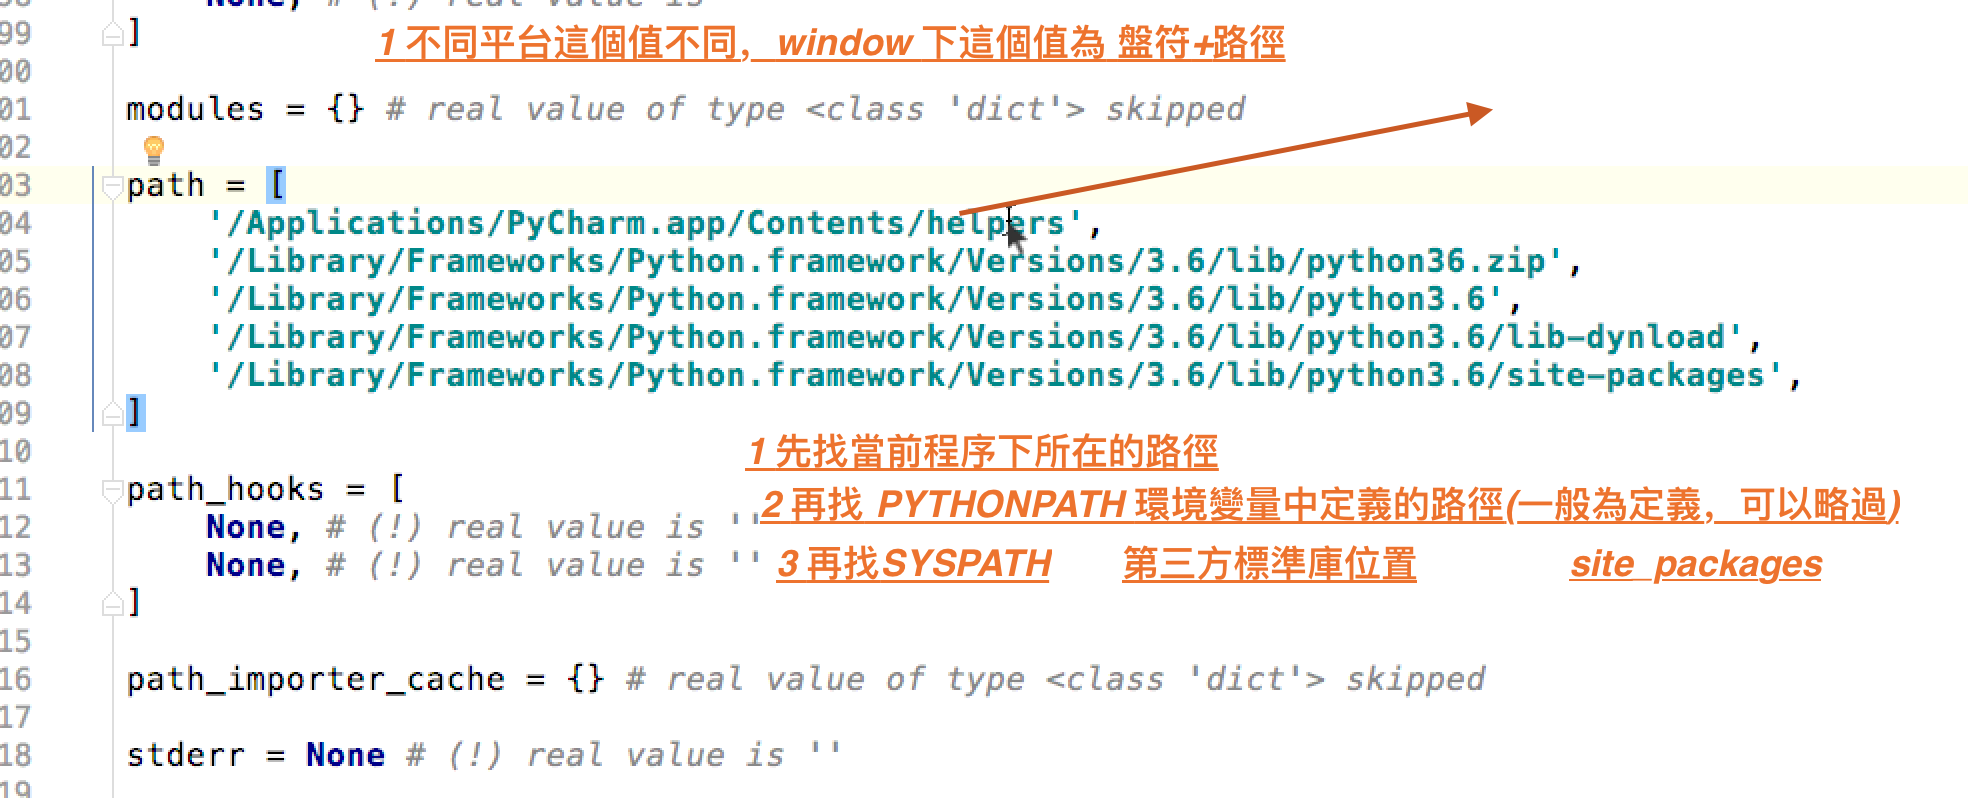 99 ]
1 不同平台這個值不同，window 下這個值為 盤符+路徑
00
01 modules = {} # real value of type <class 'dict'> skipped
02
03 path = [
04 '/Applications/PyCharm.app/Contents/helpers',
05 '/Library/Frameworks/Python.framework/Versions/3.6/lib/python36.zip',
06 '/Library/Frameworks/Python.framework/Versions/3.6/lib/python3.6',
07 '/Library/Frameworks/Python.framework/Versions/3.6/lib/python3.6/lib-dynload',
08 '/Library/Frameworks/Python.framework/Versions/3.6/lib/python3.6/site-packages',
09 ]
10
1 先找當前程序下所在的路徑
11 path_hooks = [
2 再找 PYTHONPATH 環境變量中定義的路徑(一般為定義，可以略過)
12 None, # (!) real value is ''
13 None, # (!) real value is ''
3 再找SYSPATH 第三方標準庫位置 site_packages
14 ]
15
16 path_importer_cache = {} # real value of type <class 'dict'> skipped
17
18 stderr = None # (!) real value is ''
19